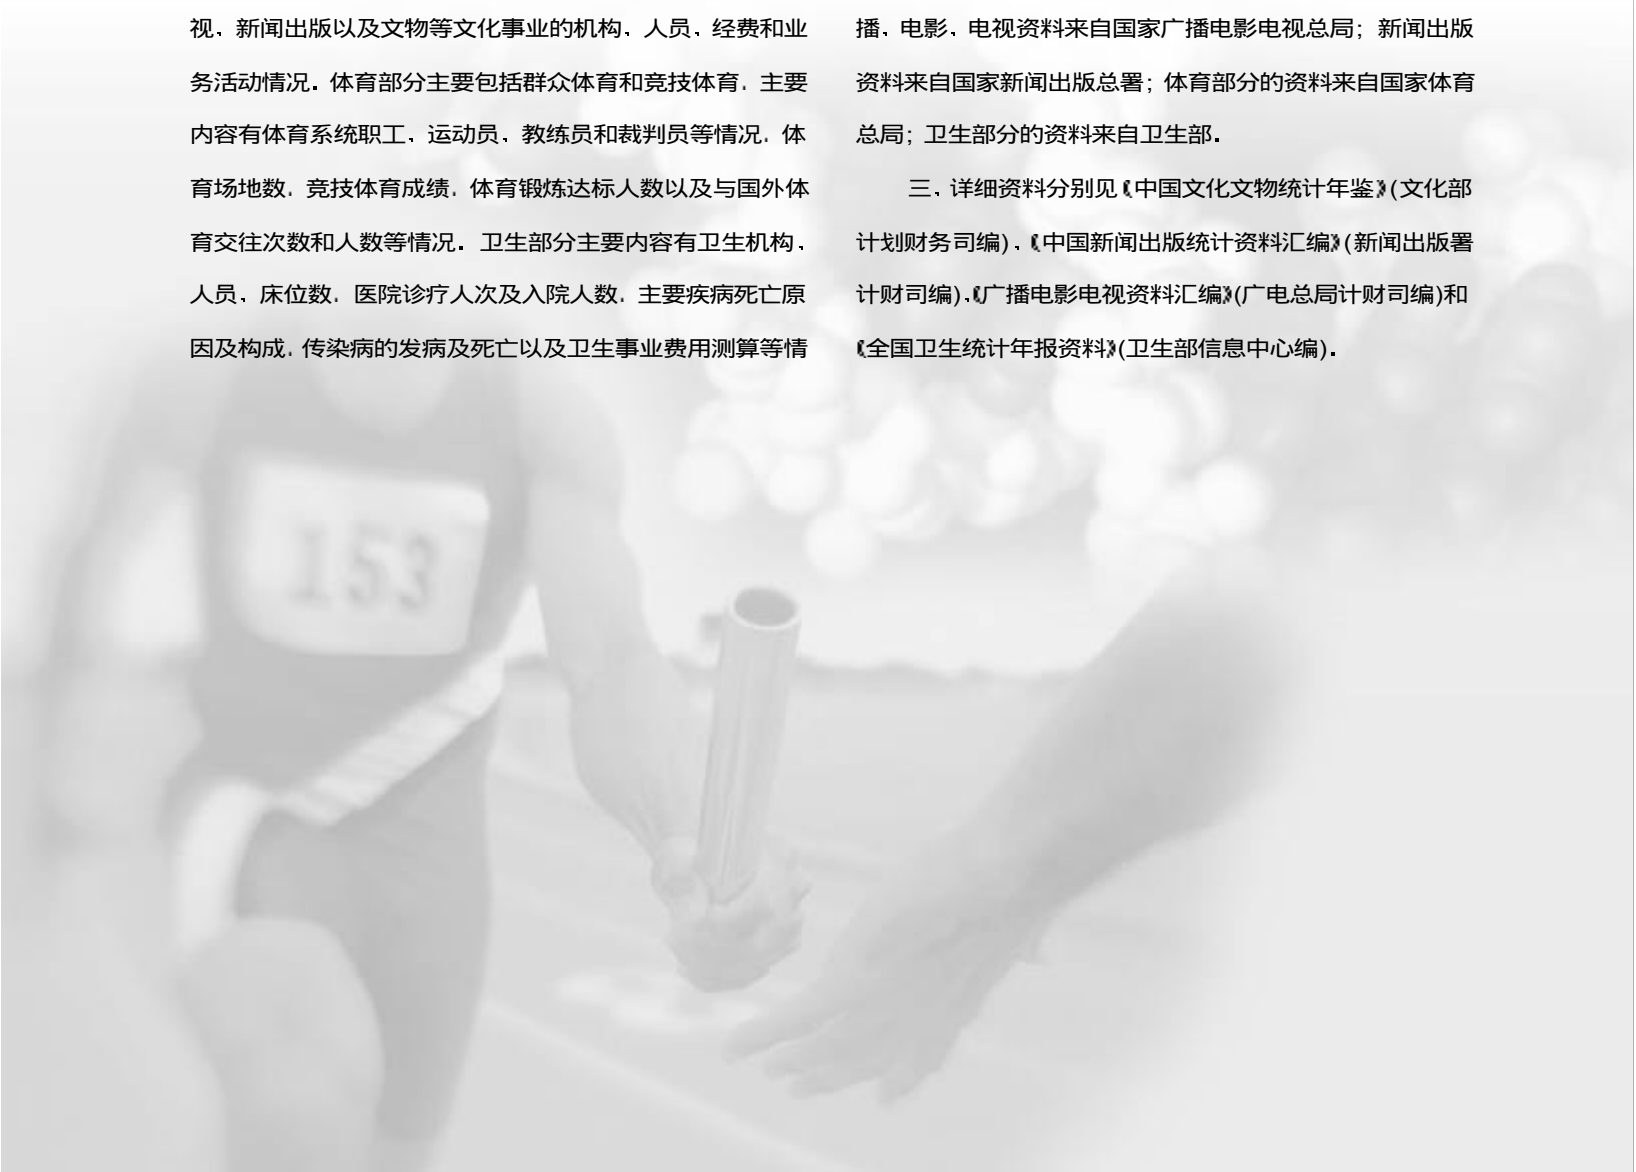 视、新闻出版以及文物等文化事业的机构、人员、经费和业
务活动情况. 体育部分主要包括群众体育和竞技体育, 主要
内容有体育系统职工、运动员、教练员和裁判员等情况, 体
育场地数, 竞技体育成绩, 体育锻炼达标人数以及与国外体
育交往次数和人数等情况. 卫生部分主要内容有卫生机构、
人员、床位数, 医院诊疗人次及入院人数, 主要疾病死亡原
因及构成, 传染病的发病及死亡以及卫生事业费用测算等情
播、电影、电视资料来自国家广播电影电视总局; 新闻出版
资料来自国家新闻出版总署; 体育部分的资料来自国家体育
总局; 卫生部分的资料来自卫生部.
三、详细资料分别见《中国文化文物统计年鉴》(文化部
计划财务司编)、《中国新闻出版统计资料汇编》(新闻出版署
计财司编)、《广播电影电视资料汇编》(广电总局计财司编)和
《全国卫生统计年报资料》(卫生部信息中心编).
153